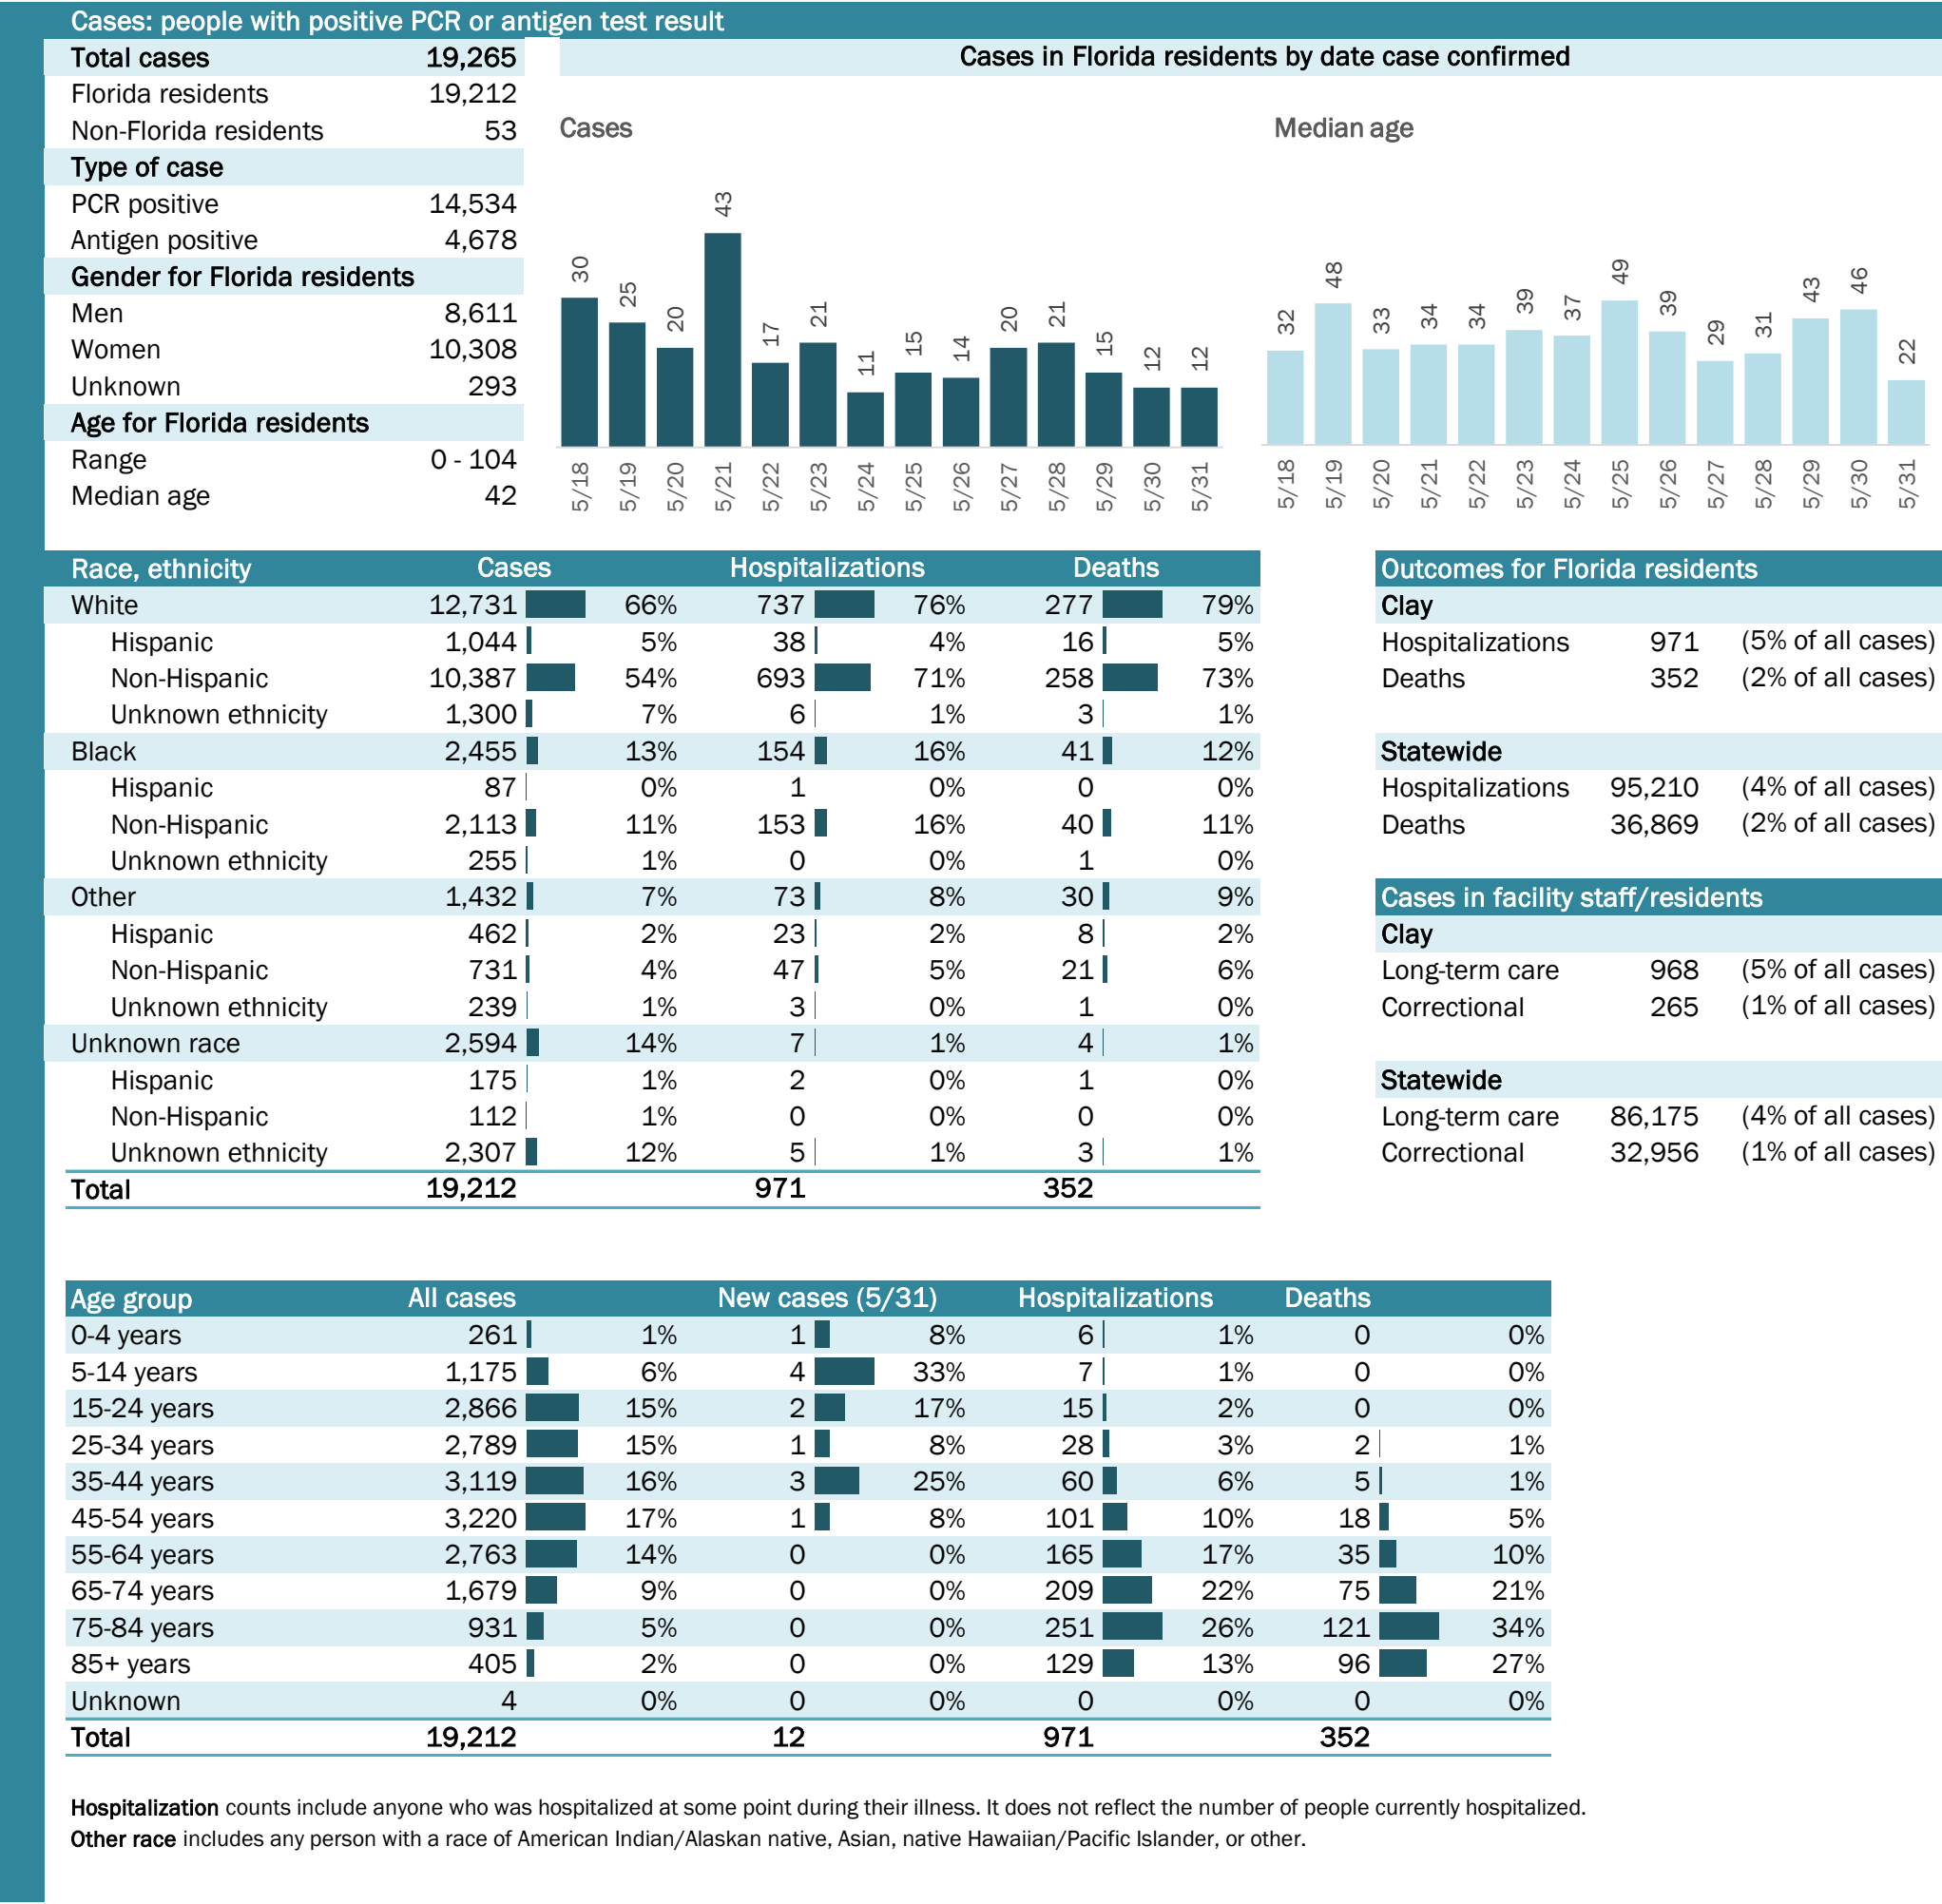 Cases: people with positive PCR or antigen test result
Total cases 19,265
Florida residents 19,212
Non-Florida residents 53
Type of case
PCR positive 14,534
Antigen positive 4,678
Gender for Florida residents
Men 8,611
Women 10,308
Unknown 293
Age for Florida residents
Range 0 - 104
Median age 42
Cases in Florida residents by date case confirmed
Cases
30 25 20 43 17 21 11 15 14 20 21 15 12 12
5/18 5/19 5/20 5/21 5/22 5/23 5/24 5/25 5/26 5/27 5/28 5/29 5/30 5/31
Median age
32 48 33 34 34 39 37 49 39 29 31 43 46 22
5/18 5/19 5/20 5/21 5/22 5/23 5/24 5/25 5/26 5/27 5/28 5/29 5/30 5/31
Race, ethnicity Cases Hospitalizations Deaths
White 12,731 66% 737 76% 277 79%
Hispanic 1,044 5% 38 4% 16 5%
Non-Hispanic 10,387 54% 693 71% 258 73%
Unknown ethnicity 1,300 7% 6 1% 3 1%
Black 2,455 13% 154 16% 41 12%
Hispanic 87 0% 1 0% 0 0%
Non-Hispanic 2,113 11% 153 16% 40 11%
Unknown ethnicity 255 1% 0 0% 1 0%
Other 1,432 7% 73 8% 30 9%
Hispanic 462 2% 23 2% 8 2%
Non-Hispanic 731 4% 47 5% 21 6%
Unknown ethnicity 239 1% 3 0% 1 0%
Unknown race 2,594 14% 7 1% 4 1%
Hispanic 175 1% 2 0% 1 0%
Non-Hispanic 112 1% 0 0% 0 0%
Unknown ethnicity 2,307 12% 5 1% 3 1%
Total 19,212 971 352
Outcomes for Florida residents
Clay
Hospitalizations 971 (5% of all cases)
Deaths 352 (2% of all cases)
Statewide
Hospitalizations 95,210 (4% of all cases)
Deaths 36,869 (2% of all cases)
Cases in facility staff/residents
Clay
Long-term care 968 (5% of all cases)
Correctional 265 (1% of all cases)
Statewide
Long-term care 86,175 (4% of all cases)
Correctional 32,956 (1% of all cases)
Age group All cases New cases (5/31) Hospitalizations Deaths
0-4 years 261 1% 1 8% 6 1% 0 0%
5-14 years 1,175 6% 4 33% 7 1% 0 0%
15-24 years 2,866 15% 2 17% 15 2% 0 0%
25-34 years 2,789 15% 1 8% 28 3% 2 1%
35-44 years 3,119 16% 3 25% 60 6% 5 1%
45-54 years 3,220 17% 1 8% 101 10% 18 5%
55-64 years 2,763 14% 0 0% 165 17% 35 10%
65-74 years 1,679 9% 0 0% 209 22% 75 21%
75-84 years 931 5% 0 0% 251 26% 121 34%
85+ years 405 2% 0 0% 129 13% 96 27%
Unknown 4 0% 0 0% 0 0% 0 0%
Total 19,212 12 971 352
Hospitalization counts include anyone who was hospitalized at some point during their illness. It does not reflect the number of people currently hospitalized.
Other race includes any person with a race of American Indian/Alaskan native, Asian, native Hawaiian/Pacific Islander, or other.